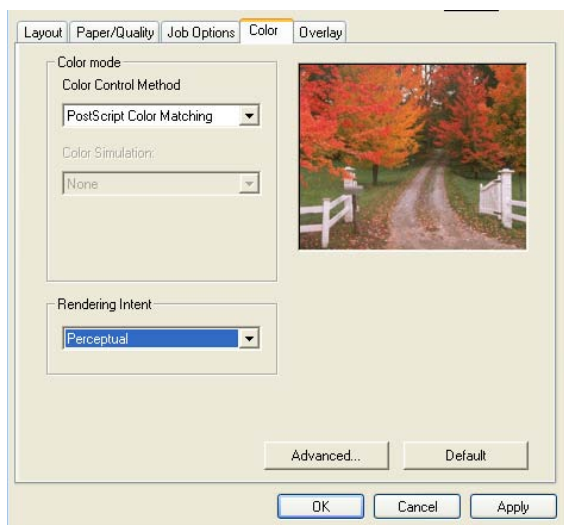 Layout Paper/Quality Job Options Color Overlay
Color mode
Color Control Method
PostScript Color Matching
Color Simulation:
None
Rendering Intent
Perceptual
Advanced... Default
OK Cancel Apply